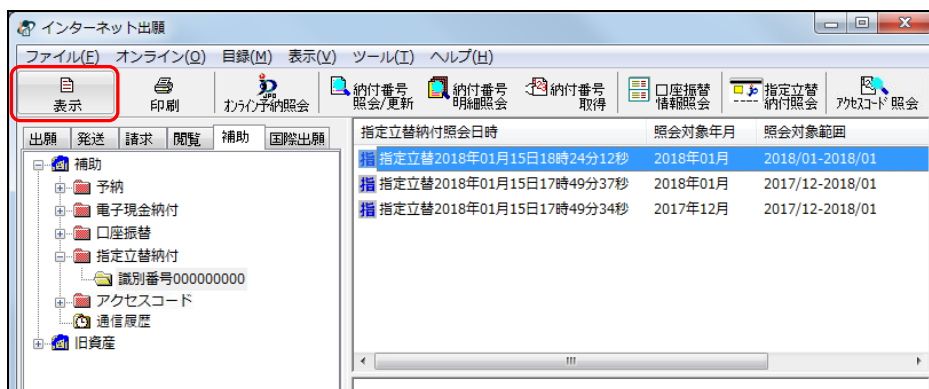 インターネット出願
ファイル(F) オンライン(O) 目録(M) 表示(V) ツール(T) ヘルプ(H)
表示
印刷
オンライン予納照会
納付番号
照会/更新
納付番号
明細照会
納付番号
取得
口座振替
情報照会
指定立替
納付照会
アクセスコード照会
出願 発送 請求 閲覧 補助 国際出願
補助
予納
電子現金納付
口座振替
指定立替納付
識別番号000000000
アクセスコード
通信履歴
旧資産
指定立替納付照会日時 照会対象年月 照会対象範囲
指 指定立替2018年01月15日18時24分12秒 2018年01月 2018/01-2018/01
指 指定立替2018年01月15日17時49分37秒 2018年01月 2017/12-2018/01
指 指定立替2018年01月15日17時49分34秒 2017年12月 2017/12-2018/01